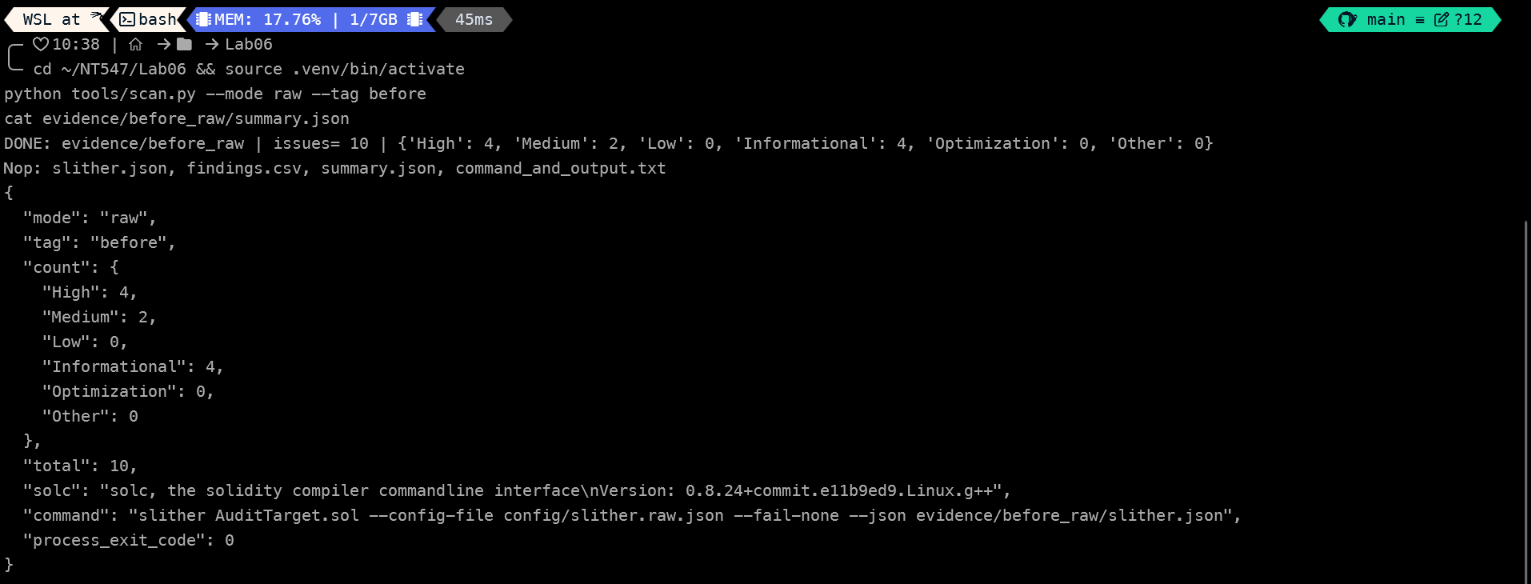 WSL at bash MEM: 17.76% | 1/7GB 45ms main ≡ ?12
10:38 | → → Lab06
cd ~/NT547/Lab06 && source .venv/bin/activate
python tools/scan.py --mode raw --tag before
cat evidence/before_raw/summary.json
DONE: evidence/before_raw | issues= 10 | {'High': 4, 'Medium': 2, 'Low': 0, 'Informational': 4, 'Optimization': 0, 'Other': 0}
Nop: slither.json, findings.csv, summary.json, command_and_output.txt
{
  "mode": "raw",
  "tag": "before",
  "count": {
    "High": 4,
    "Medium": 2,
    "Low": 0,
    "Informational": 4,
    "Optimization": 0,
    "Other": 0
  },
  "total": 10,
  "solc": "solc, the solidity compiler commandline interface\nVersion: 0.8.24+commit.e11b9ed9.Linux.g++",
  "command": "slither AuditTarget.sol --config-file config/slither.raw.json --fail-none --json evidence/before_raw/slither.json",
  "process_exit_code": 0
}